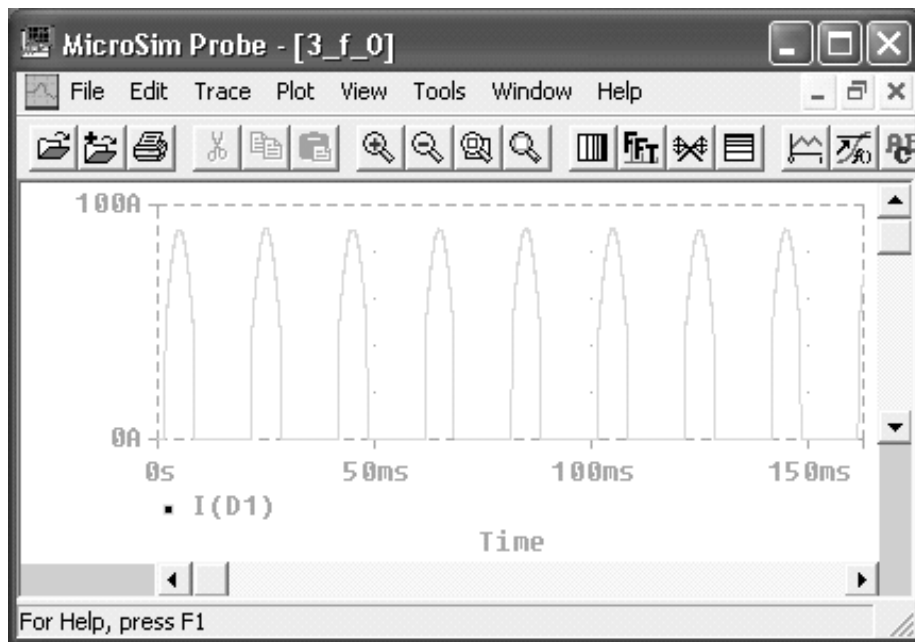 MicroSim Probe - [3_f_0]
File Edit Trace Plot View Tools Window Help
FFT
100A
0A
0s 50ms 100ms 150ms
I(D1)
Time
For Help, press F1